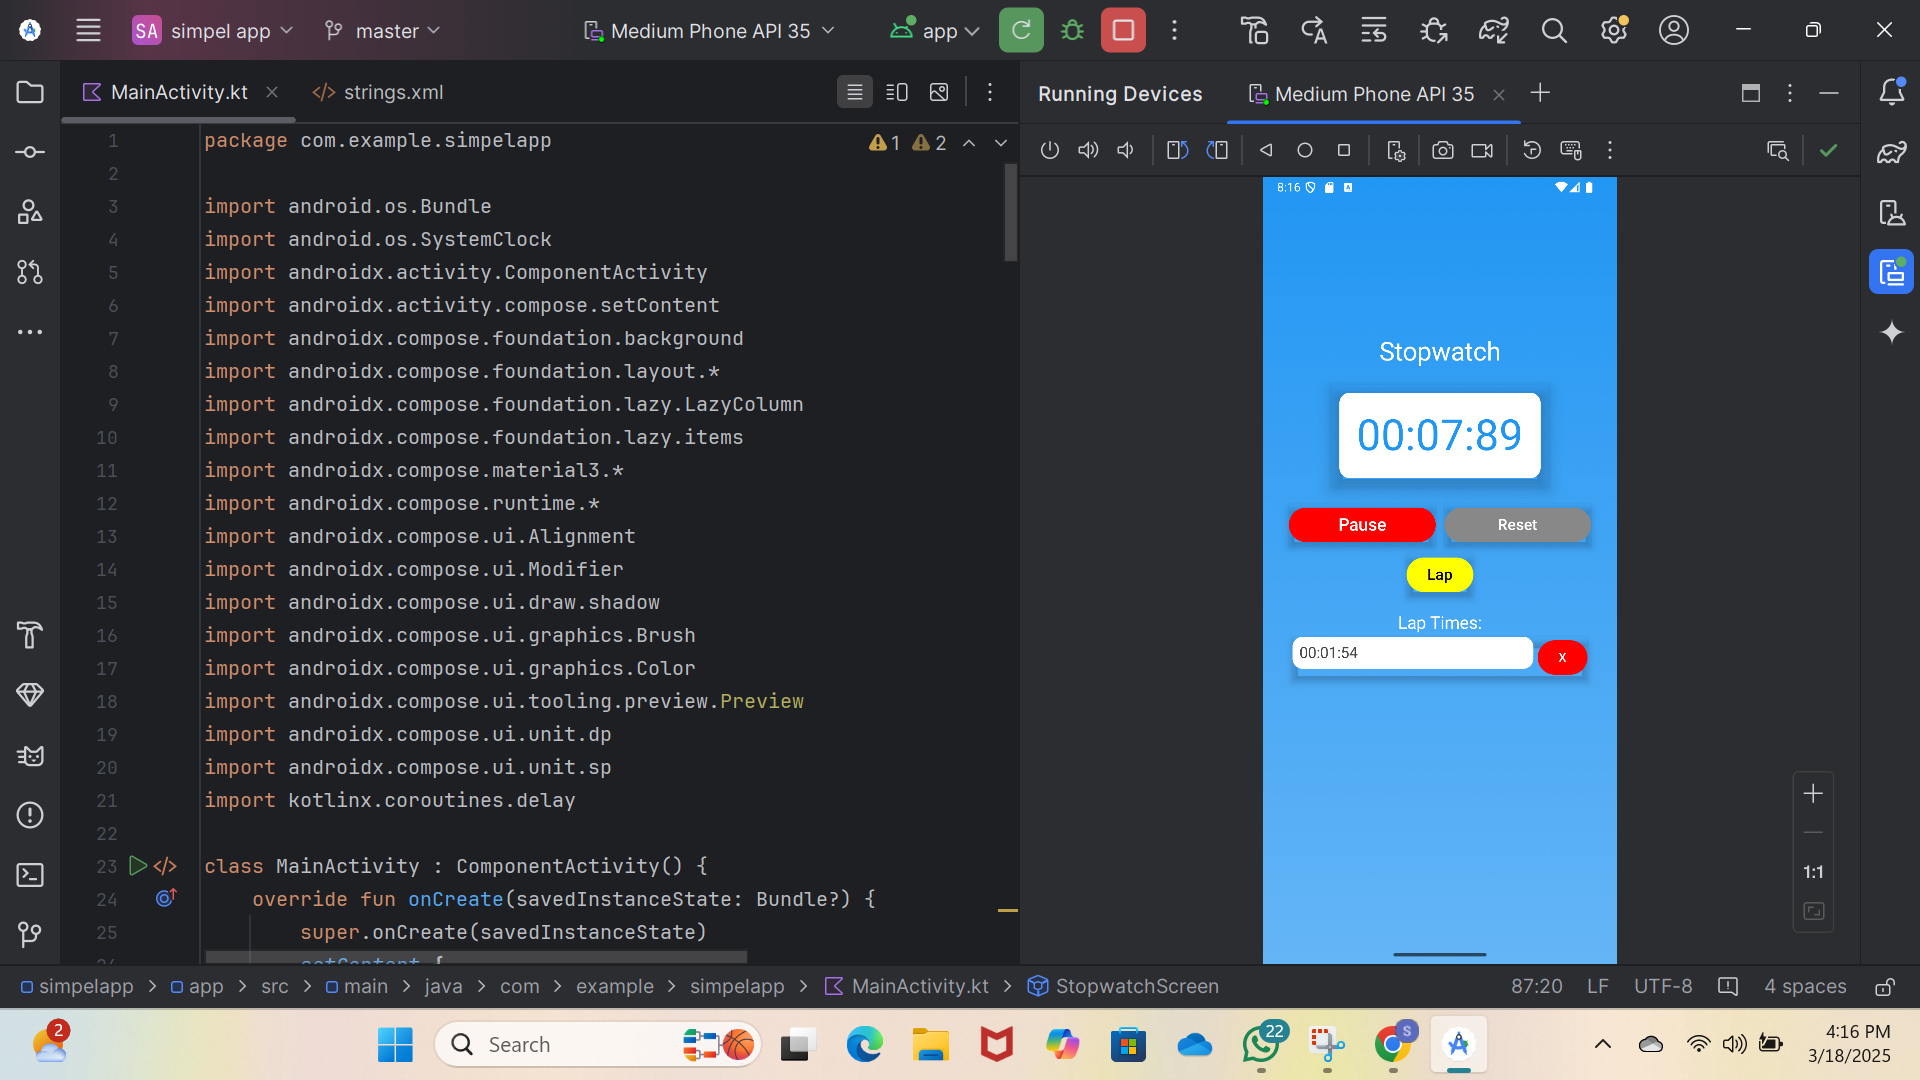 SA simpel app master Medium Phone API 35 app
MainActivity.kt strings.xml
Running Devices Medium Phone API 35
1 package com.example.simpelapp 1 2
2
3 import android.os.Bundle
4 import android.os.SystemClock
5 import androidx.activity.ComponentActivity
6 import androidx.activity.compose.setContent
7 import androidx.compose.foundation.background
8 import androidx.compose.foundation.layout.*
9 import androidx.compose.foundation.lazy.LazyColumn
10 import androidx.compose.foundation.lazy.items
11 import androidx.compose.material3.*
12 import androidx.compose.runtime.*
13 import androidx.compose.ui.Alignment
14 import androidx.compose.ui.Modifier
15 import androidx.compose.ui.draw.shadow
16 import androidx.compose.ui.graphics.Brush
17 import androidx.compose.ui.graphics.Color
18 import androidx.compose.ui.tooling.preview.Preview
19 import androidx.compose.ui.unit.dp
20 import androidx.compose.ui.unit.sp
21 import kotlinx.coroutines.delay
22
23 class MainActivity : ComponentActivity() {
24 override fun onCreate(savedInstanceState: Bundle?) {
25 super.onCreate(savedInstanceState)
8:16
Stopwatch
00:07:89
Pause Reset
Lap
Lap Times:
00:01:54 X
1:1
simpelapp > app > src > main > java > com > example > simpelapp > MainActivity.kt > StopwatchScreen 87:20 LF UTF-8 4 spaces
2 Search 22 S 4:16 PM
3/18/2025